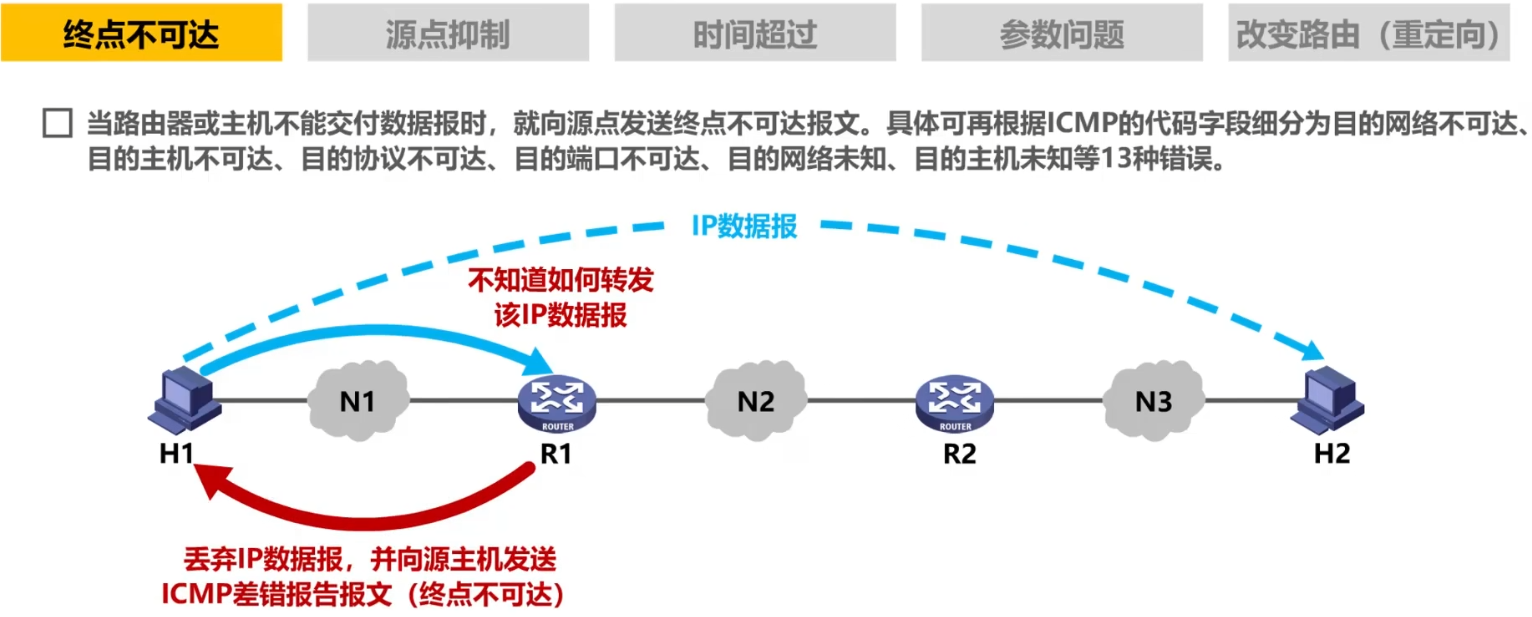 终点不可达
源点抑制
时间超过
参数问题
改变路由（重定向）
当路由器或主机不能交付数据报时，就向源点发送终点不可达报文。具体可再根据ICMP的代码字段细分为目的网络不可达、
目的主机不可达、目的协议不可达、目的端口不可达、目的网络未知、目的主机未知等13种错误。
IP数据报
不知道如何转发
该IP数据报
N1
N2
N3
ROUTER
ROUTER
H1
R1
R2
H2
丢弃IP数据报，并向源主机发送
ICMP差错报告报文（终点不可达）